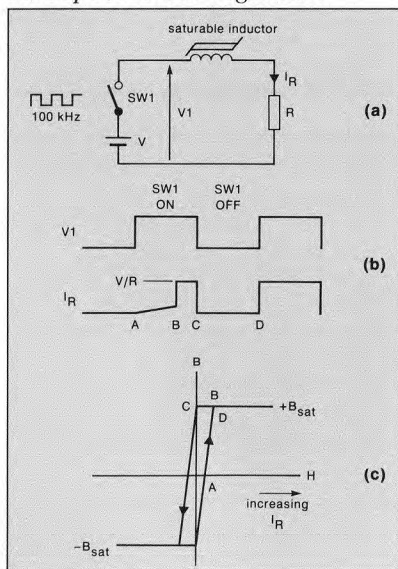 saturable inductor
SW1
100 kHz
V
V1
I_R
R
(a)
SW1 ON
SW1 OFF
V1
V/R
I_R
A B C D
(b)
B
C B +B_sat
D
H
A
increasing
I_R
–B_sat
(c)